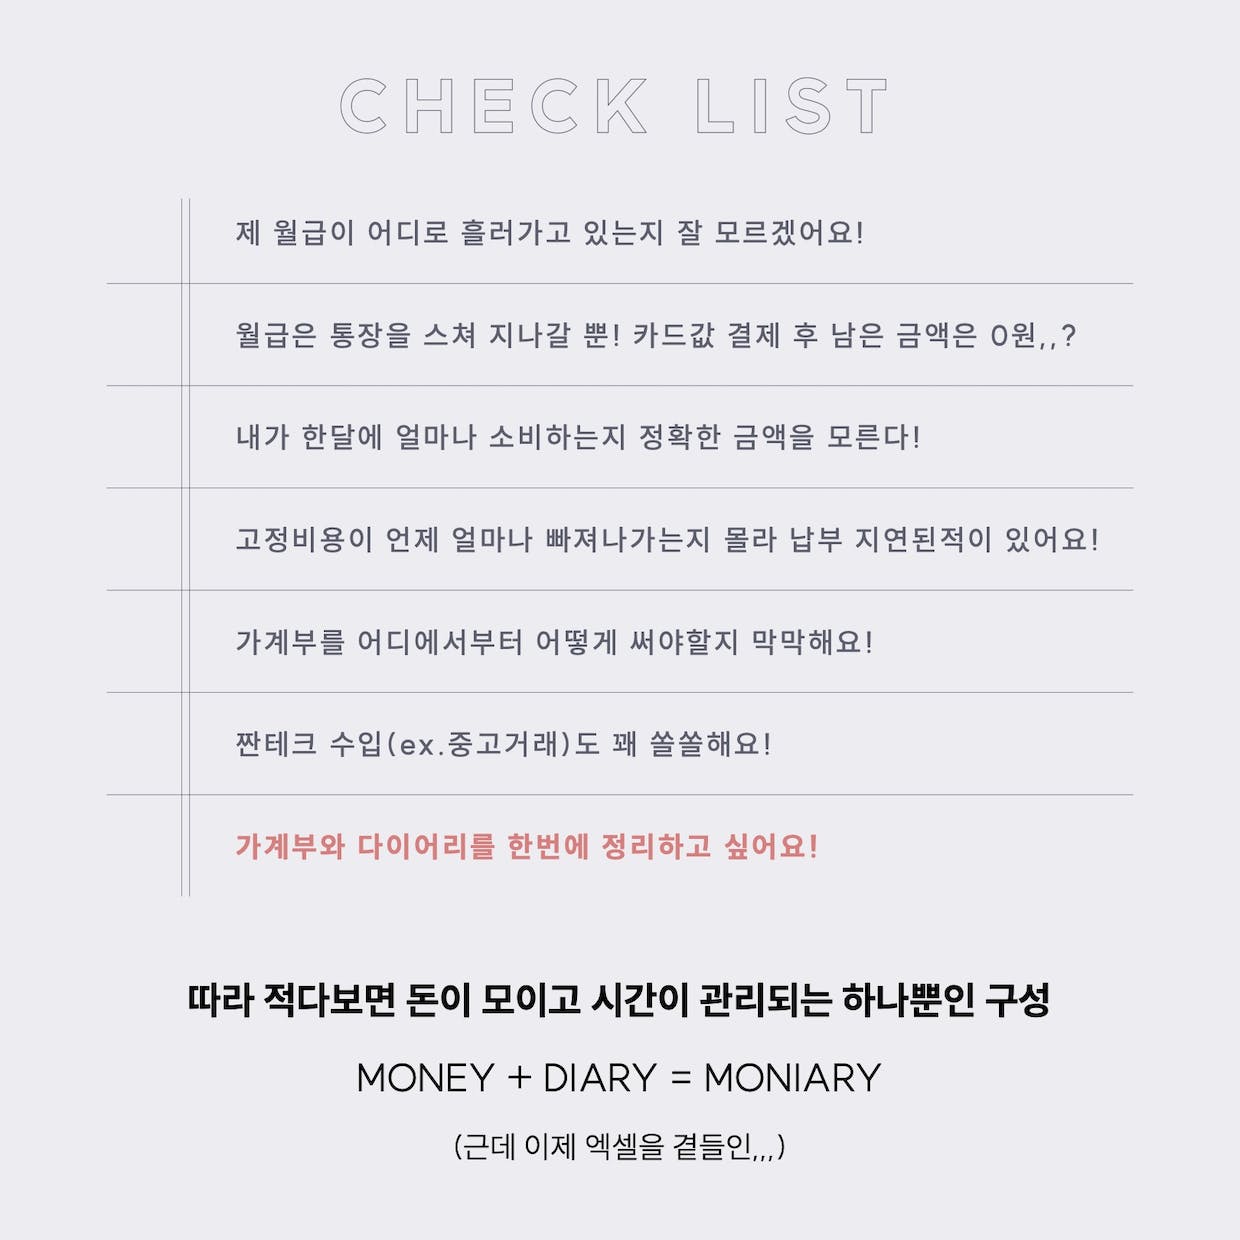 CHECK LIST
제 월급이 어디로 흘러가고 있는지 잘 모르겠어요!
월급은 통장을 스쳐 지나갈 뿐! 카드값 결제 후 남은 금액은 0원,,?
내가 한달에 얼마나 소비하는지 정확한 금액을 모른다!
고정비용이 언제 얼마나 빠져나가는지 몰라 납부 지연된적이 있어요!
가계부를 어디에서부터 어떻게 써야할지 막막해요!
짠테크 수입(ex.중고거래)도 꽤 쏠쏠해요!
가계부와 다이어리를 한번에 정리하고 싶어요!
따라 적다보면 돈이 모이고 시간이 관리되는 하나뿐인 구성
MONEY + DIARY = MONIARY
(근데 이제 엑셀을 곁들인,,,)